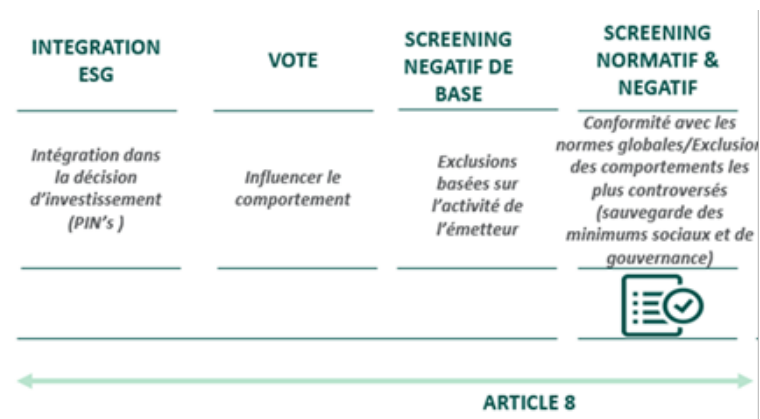 INTEGRATION
ESG
Intégration dans
la décision
d'investissement
(PIN's )
VOTE
Influencer le
comportement
SCREENING
NEGATIF DE
BASE
Exclusions
basées sur
l'activité de
l'émetteur
SCREENING
NORMATIF &
NEGATIF
Conformité avec les
normes globales/Exclusion
des comportements les
plus controversés
(sauvegarde des
minimums sociaux et de
gouvernance)
ARTICLE 8